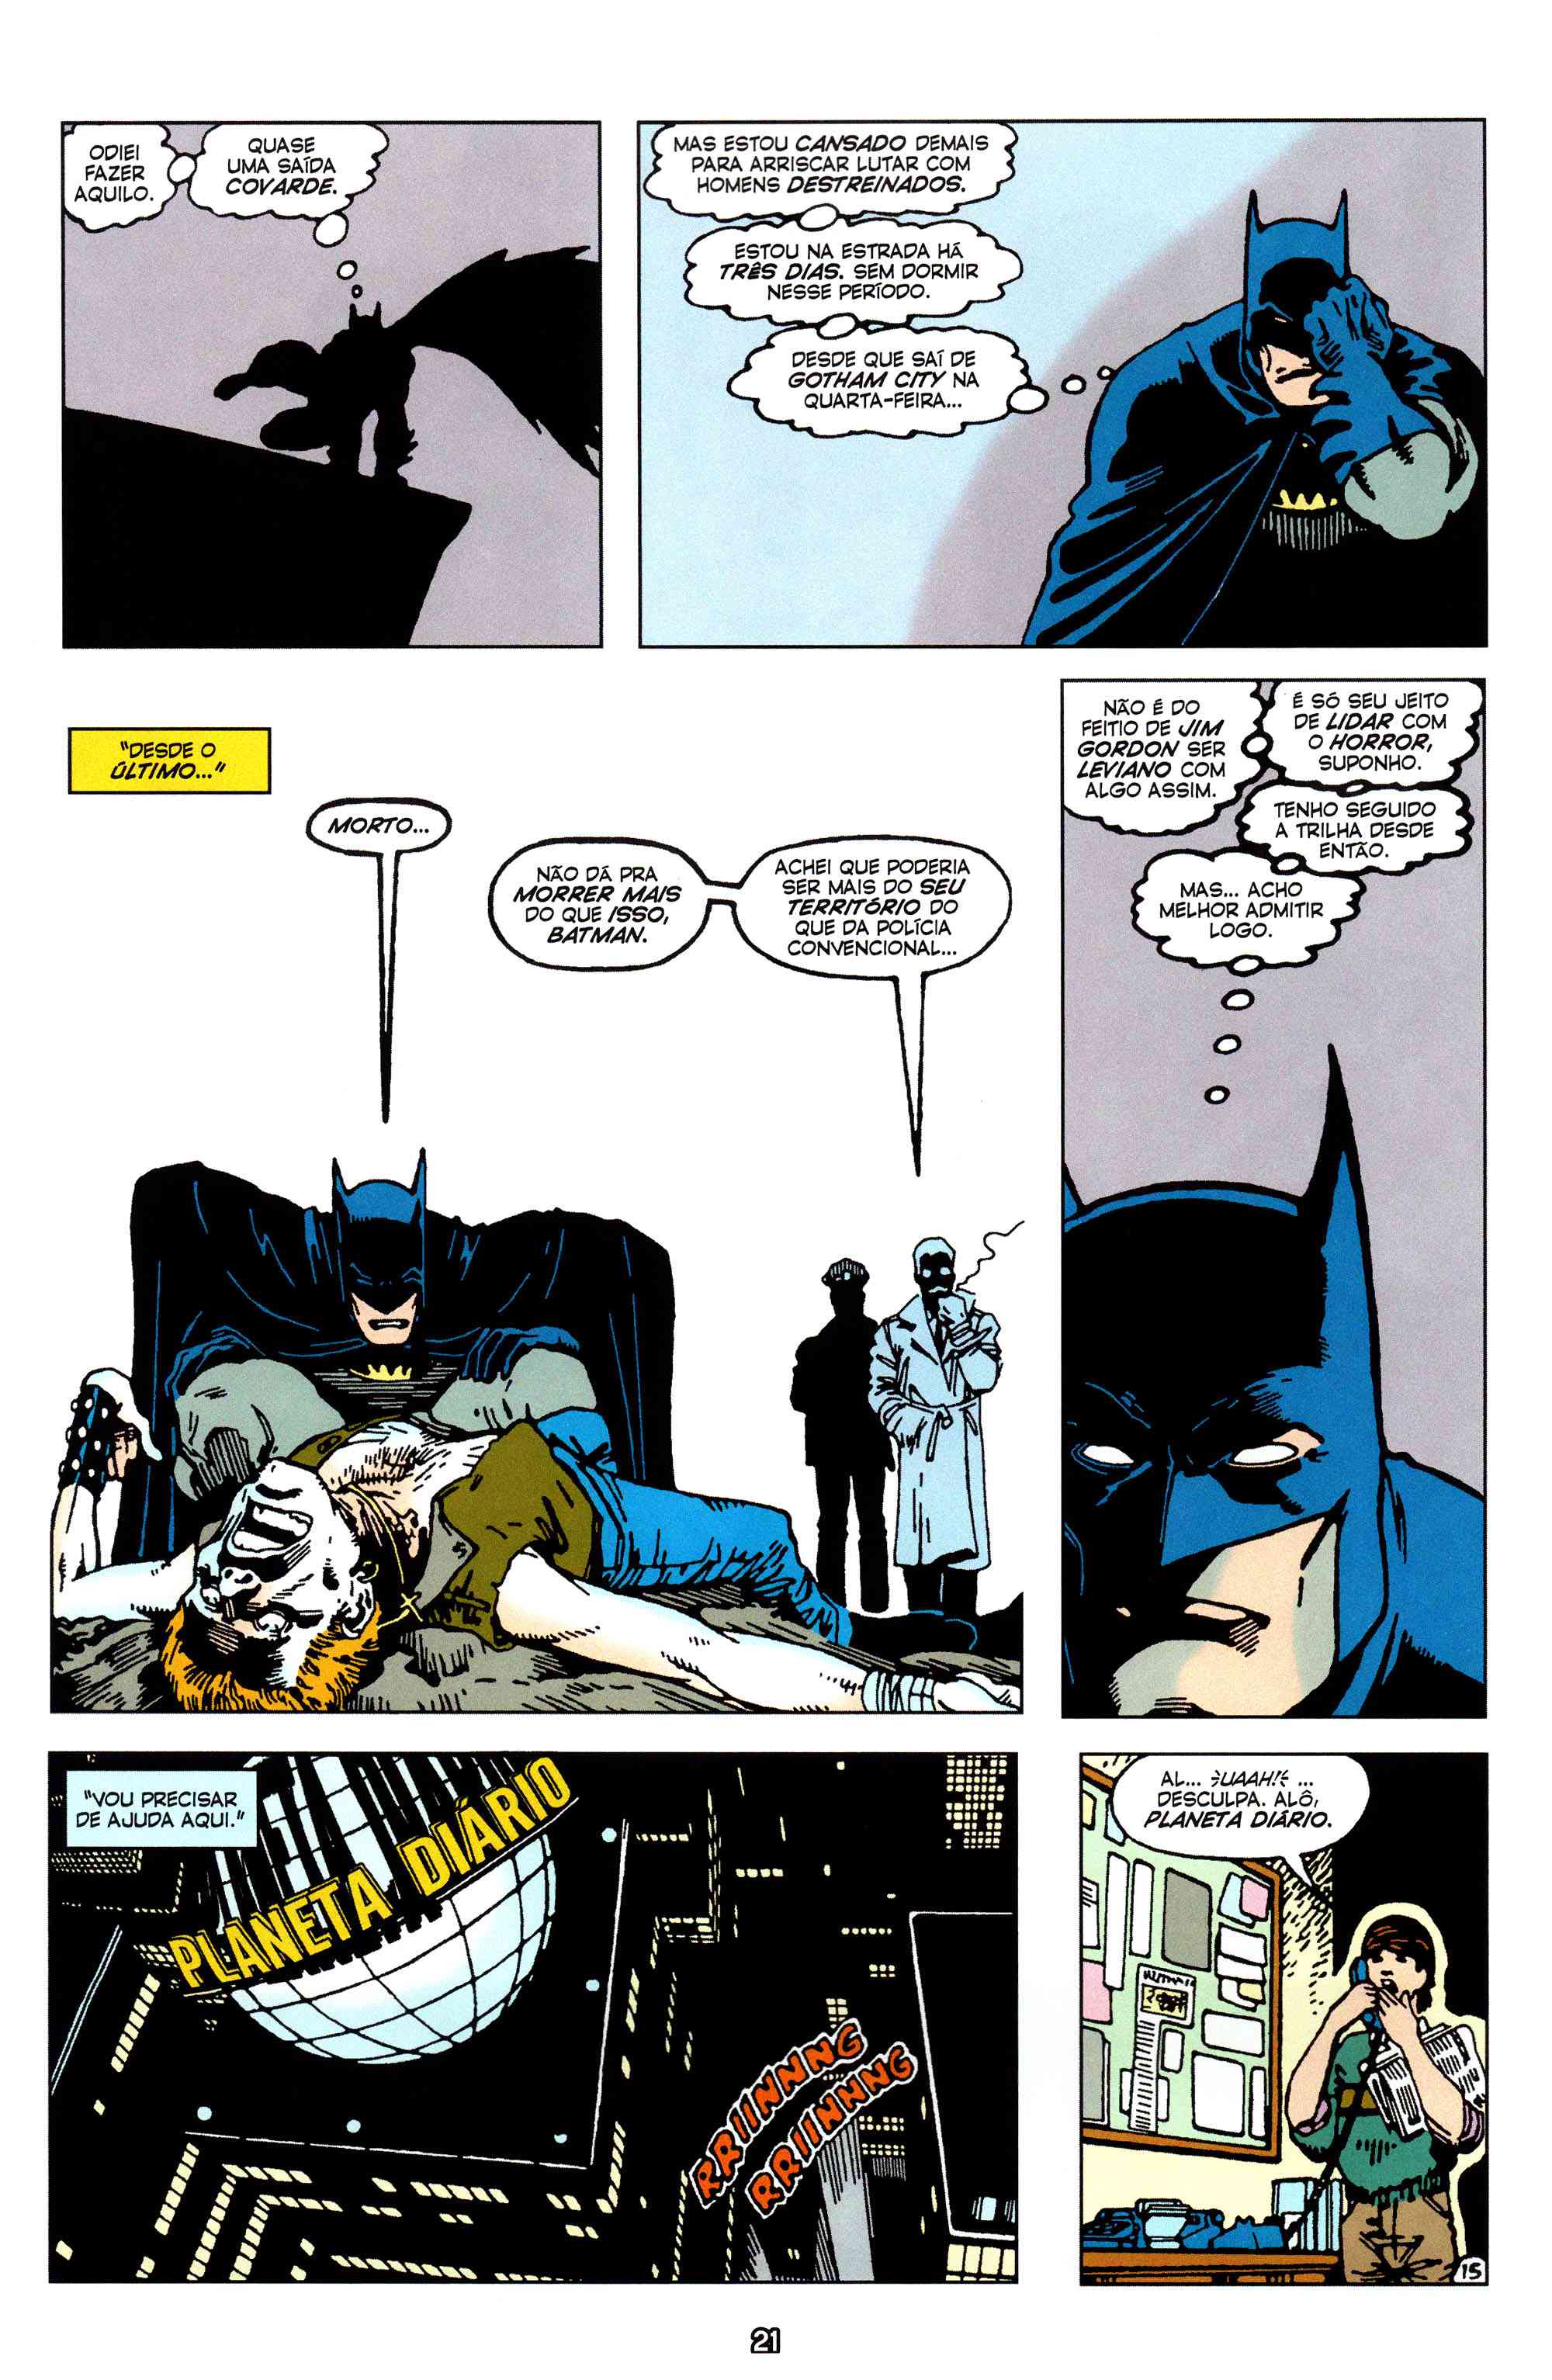 ODIEI
FAZER
AQUILO.
QUASE
UMA SAÍDA
COVARDE.
MAS ESTOU CANSADO DEMAIS
PARA ARRISCAR LUTAR COM
HOMENS DESTREINADOS.
ESTOU NA ESTRADA HÁ
TRÊS DIAS. SEM DORMIR
NESSE PERÍODO.
DESDE QUE SAÍ DE
GOTHAM CITY NA
QUARTA-FEIRA...
"DESDE O
ÚLTIMO..."
MORTO...
NÃO DÁ PRA
MORRER MAIS
DO QUE ISSO,
BATMAN.
ACHEI QUE PODERIA
SER MAIS DO SEU
TERRITÓRIO DO
QUE DA POLÍCIA
CONVENCIONAL...
NÃO É DO
FEITIO DE JIM
GORDON SER
LEVIANO COM
ALGO ASSIM.
É SÓ SEU JEITO
DE LIDAR COM
O HORROR,
SUPONHO.
TENHO SEGUIDO
A TRILHA DESDE
ENTÃO.
MAS... ACHO
MELHOR ADMITIR
LOGO.
"VOU PRECISAR
DE AJUDA AQUI."
PLANETA DIÁRIO
RRIINNNNG
RRIINNNNG
AL... UAAH! ...
DESCULPA. ALÔ,
PLANETA DIÁRIO.
15
21